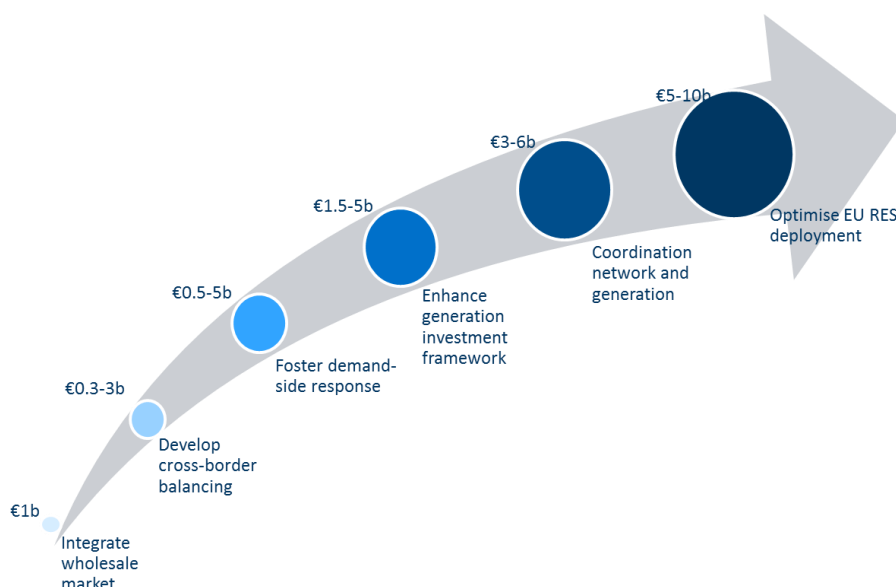 €1b
Integrate
wholesale
market
€0.3-3b
Develop
cross-border
balancing
€0.5-5b
Foster demand-
side response
€1.5-5b
Enhance
generation
investment
framework
€3-6b
Coordination
network and
generation
€5-10b
Optimise EU RES
deployment